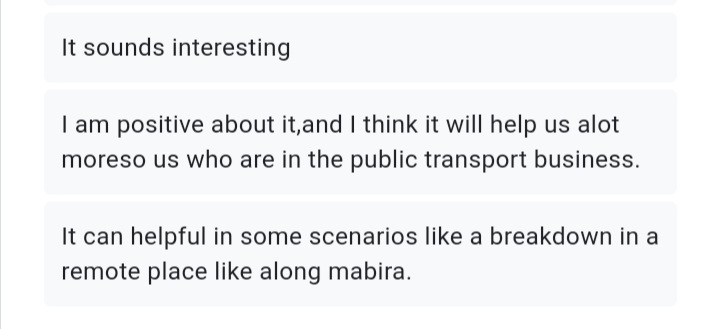 It sounds interesting
I am positive about it,and I think it will help us alot
moreso us who are in the public transport business.
It can helpful in some scenarios like a breakdown in a
remote place like along mabira.